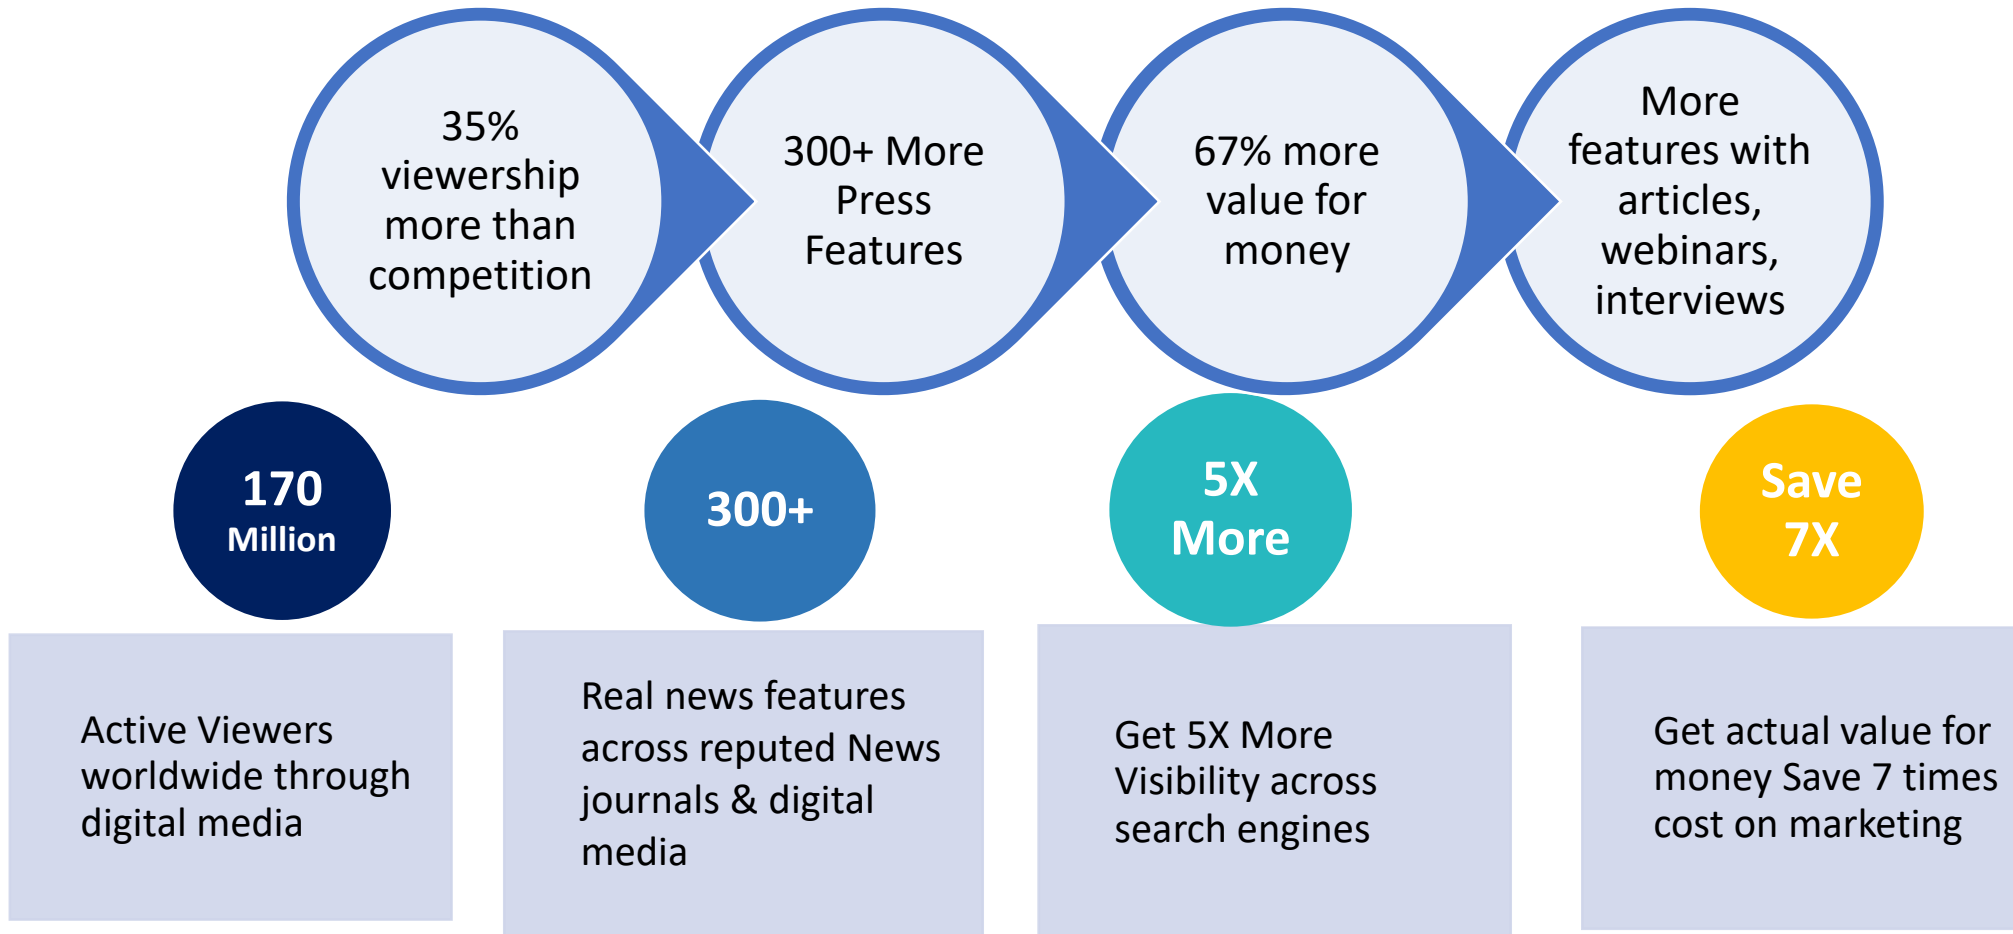 35%
viewership
more than
competition
300+ More
Press
Features
67% more
value for
money
More
features with
articles,
webinars,
interviews
170
Million
300+
5X
More
Save
7X
Active Viewers
worldwide through
digital media
Real news features
across reputed News
journals & digital
media
Get 5X More
Visibility across
search engines
Get actual value for
money Save 7 times
cost on marketing